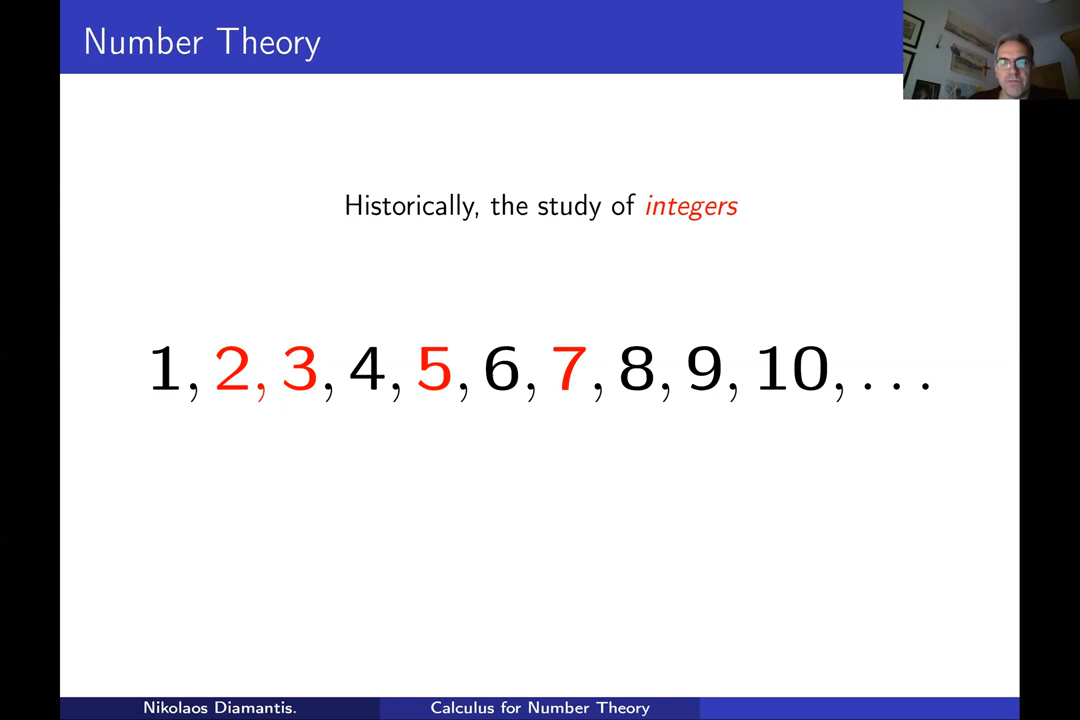 Number Theory
Historically, the study of integers
1, 2, 3, 4, 5, 6, 7, 8, 9, 10, . . .
Nikolaos Diamantis.
Calculus for Number Theory